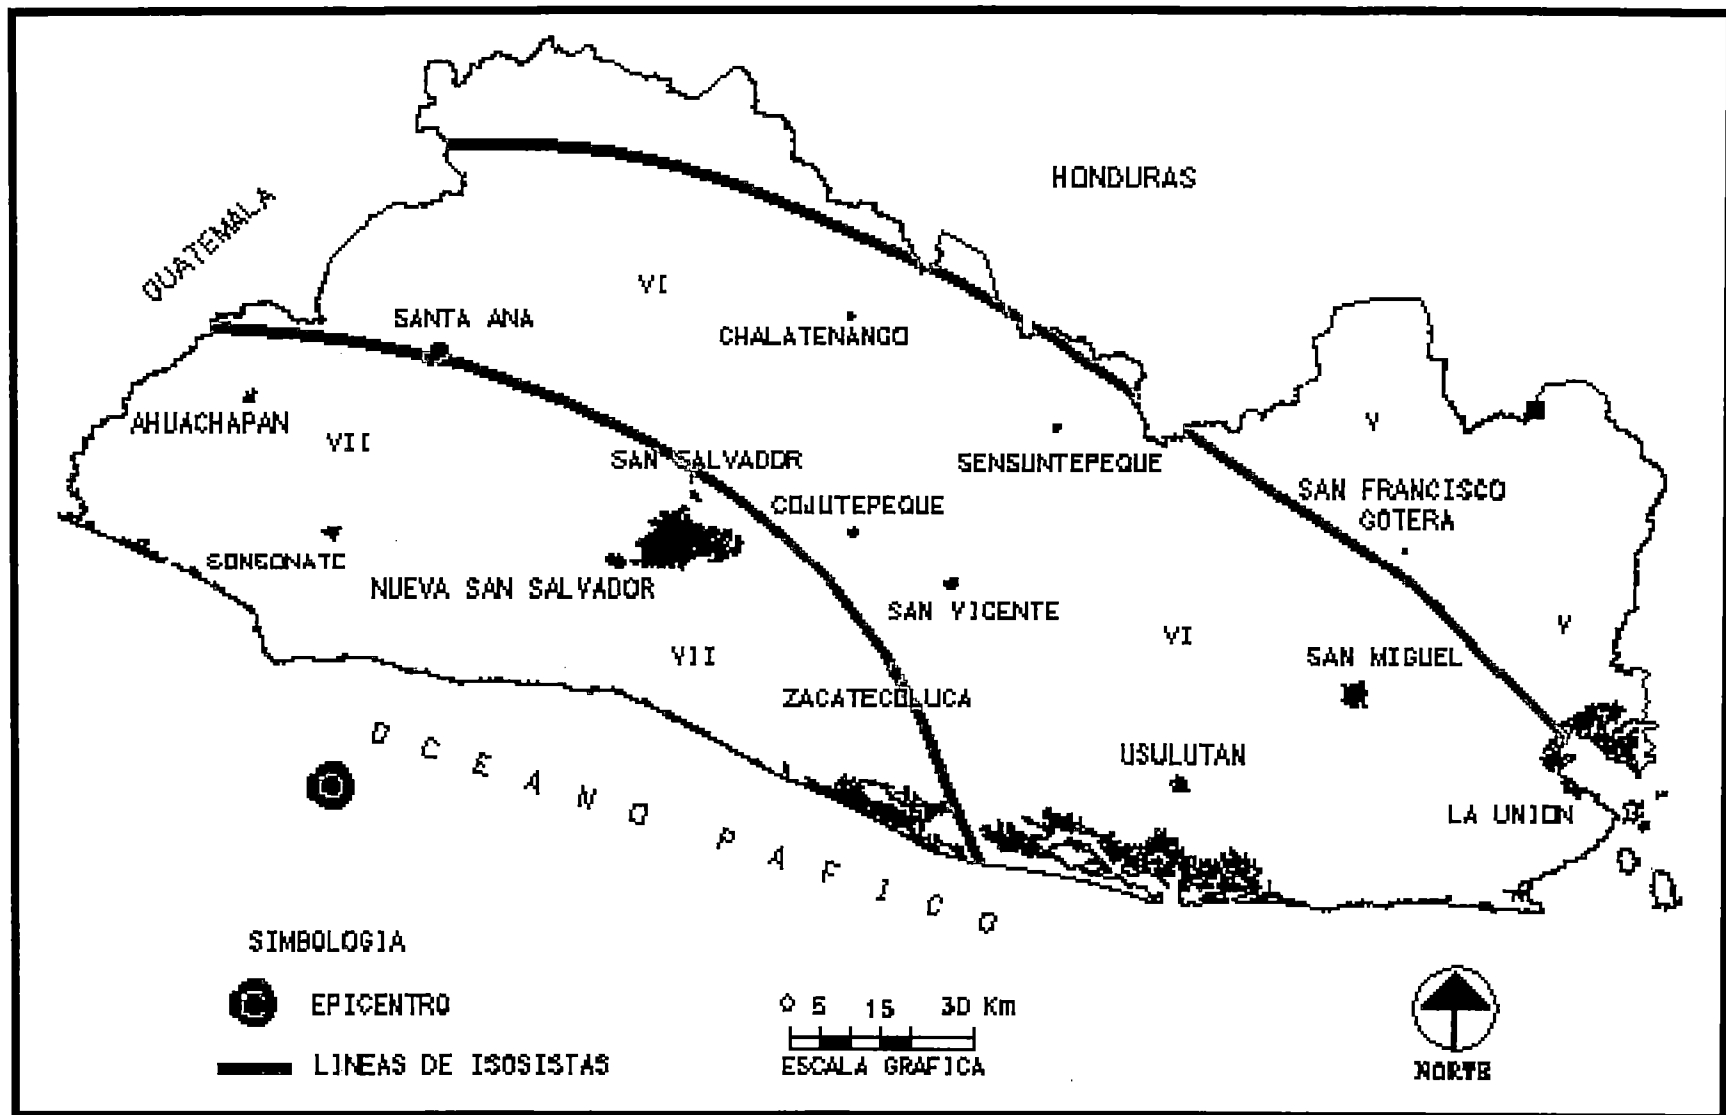 HONDURAS
GUATEMALA
VI
SANTA ANA
CHALATENANGO
AHUACHAPAN
VII
V
SAN SALVADOR
SENSUNTEPEQUE
COJUTEPEQUE
SAN FRANCISCO
GOTERA
SONSONATE
NUEVA SAN SALVADOR
SAN VICENTE
VI
V
VII
SAN MIGUEL
ZACATECOLUCA
OCEANO PAFICO
USULUTAN
LA UNION
SIMBOLOGIA
EPICENTRO
0 5 15 30 Km
LINEAS DE ISOSISTAS
ESCALA GRAFICA
NORTE